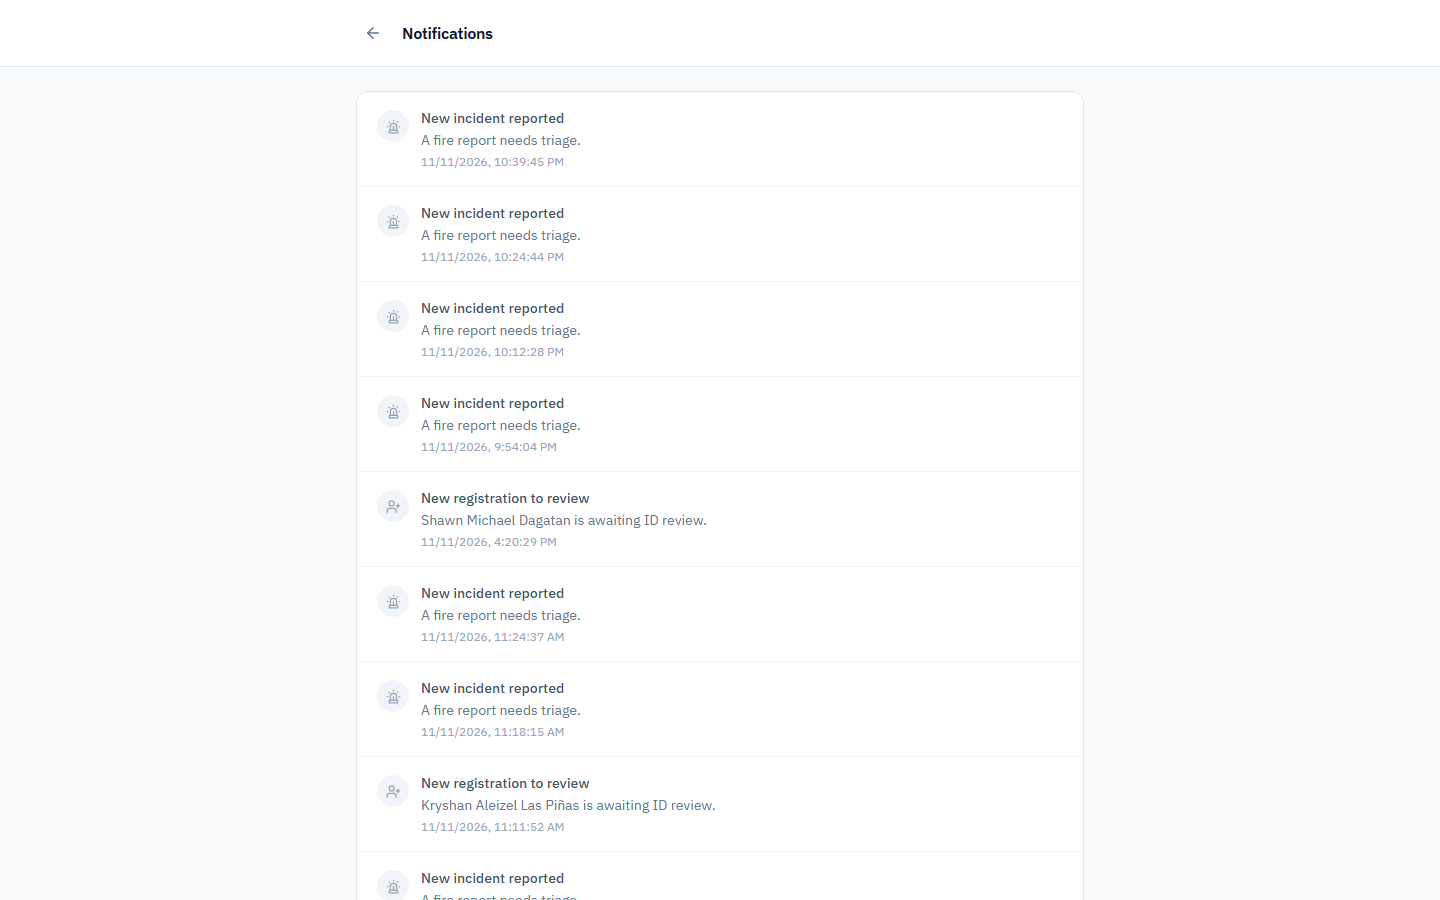 Notifications
New incident reported
A fire report needs triage.
11/11/2026, 10:39:45 PM
New incident reported
A fire report needs triage.
11/11/2026, 10:24:44 PM
New incident reported
A fire report needs triage.
11/11/2026, 10:12:28 PM
New incident reported
A fire report needs triage.
11/11/2026, 9:54:04 PM
New registration to review
Shawn Michael Dagatan is awaiting ID review.
11/11/2026, 4:20:29 PM
New incident reported
A fire report needs triage.
11/11/2026, 11:24:37 AM
New incident reported
A fire report needs triage.
11/11/2026, 11:18:15 AM
New registration to review
Kryshan Aleizel Las Piñas is awaiting ID review.
11/11/2026, 11:11:52 AM
New incident reported
A fire report needs triage.